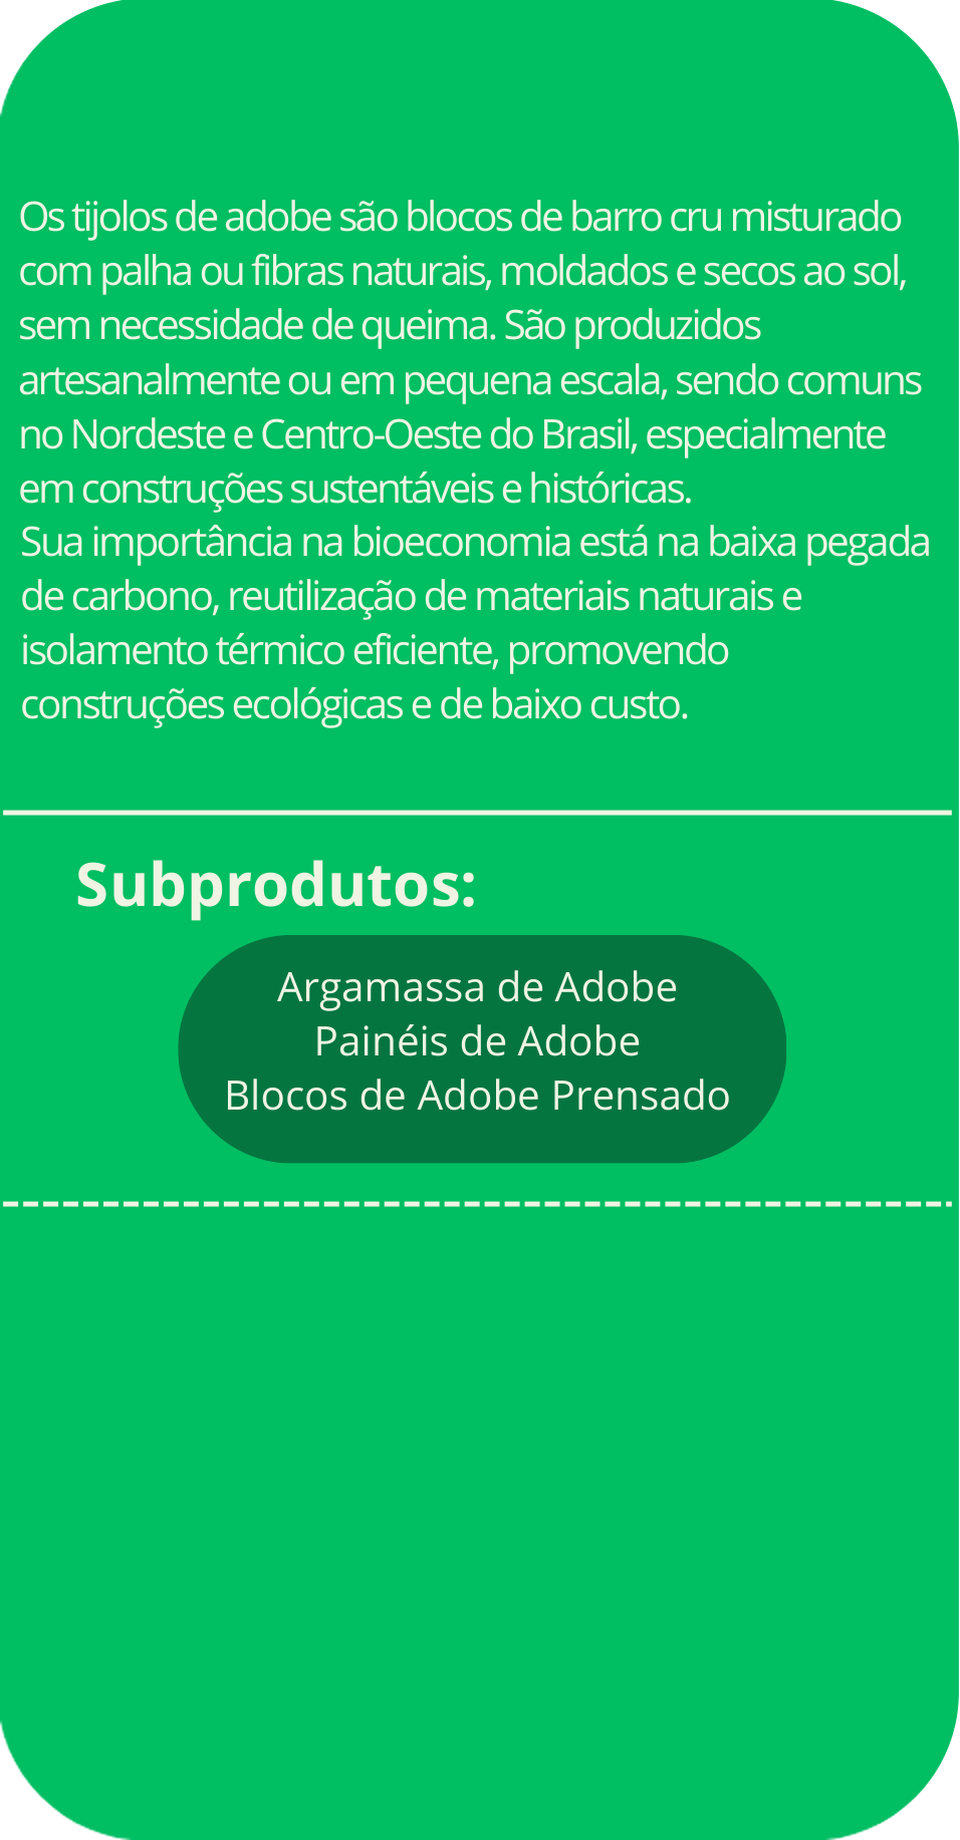 Os tijolos de adobe são blocos de barro cru misturado
com palha ou fibras naturais, moldados e secos ao sol,
sem necessidade de queima. São produzidos
artesanalmente ou em pequena escala, sendo comuns
no Nordeste e Centro-Oeste do Brasil, especialmente
em construções sustentáveis e históricas.
Sua importância na bioeconomia está na baixa pegada
de carbono, reutilização de materiais naturais e
isolamento térmico eficiente, promovendo
construções ecológicas e de baixo custo.
Subprodutos:
Argamassa de Adobe
Painéis de Adobe
Blocos de Adobe Prensado